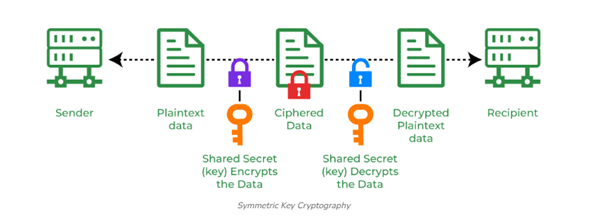 Sender
Plaintext
data
Ciphered
Data
Decrypted
Plaintext
data
Recipient
Shared Secret
(key) Encrypts
the Data
Shared Secret
(key) Decrypts
the Data
Symmetric Key Cryptography